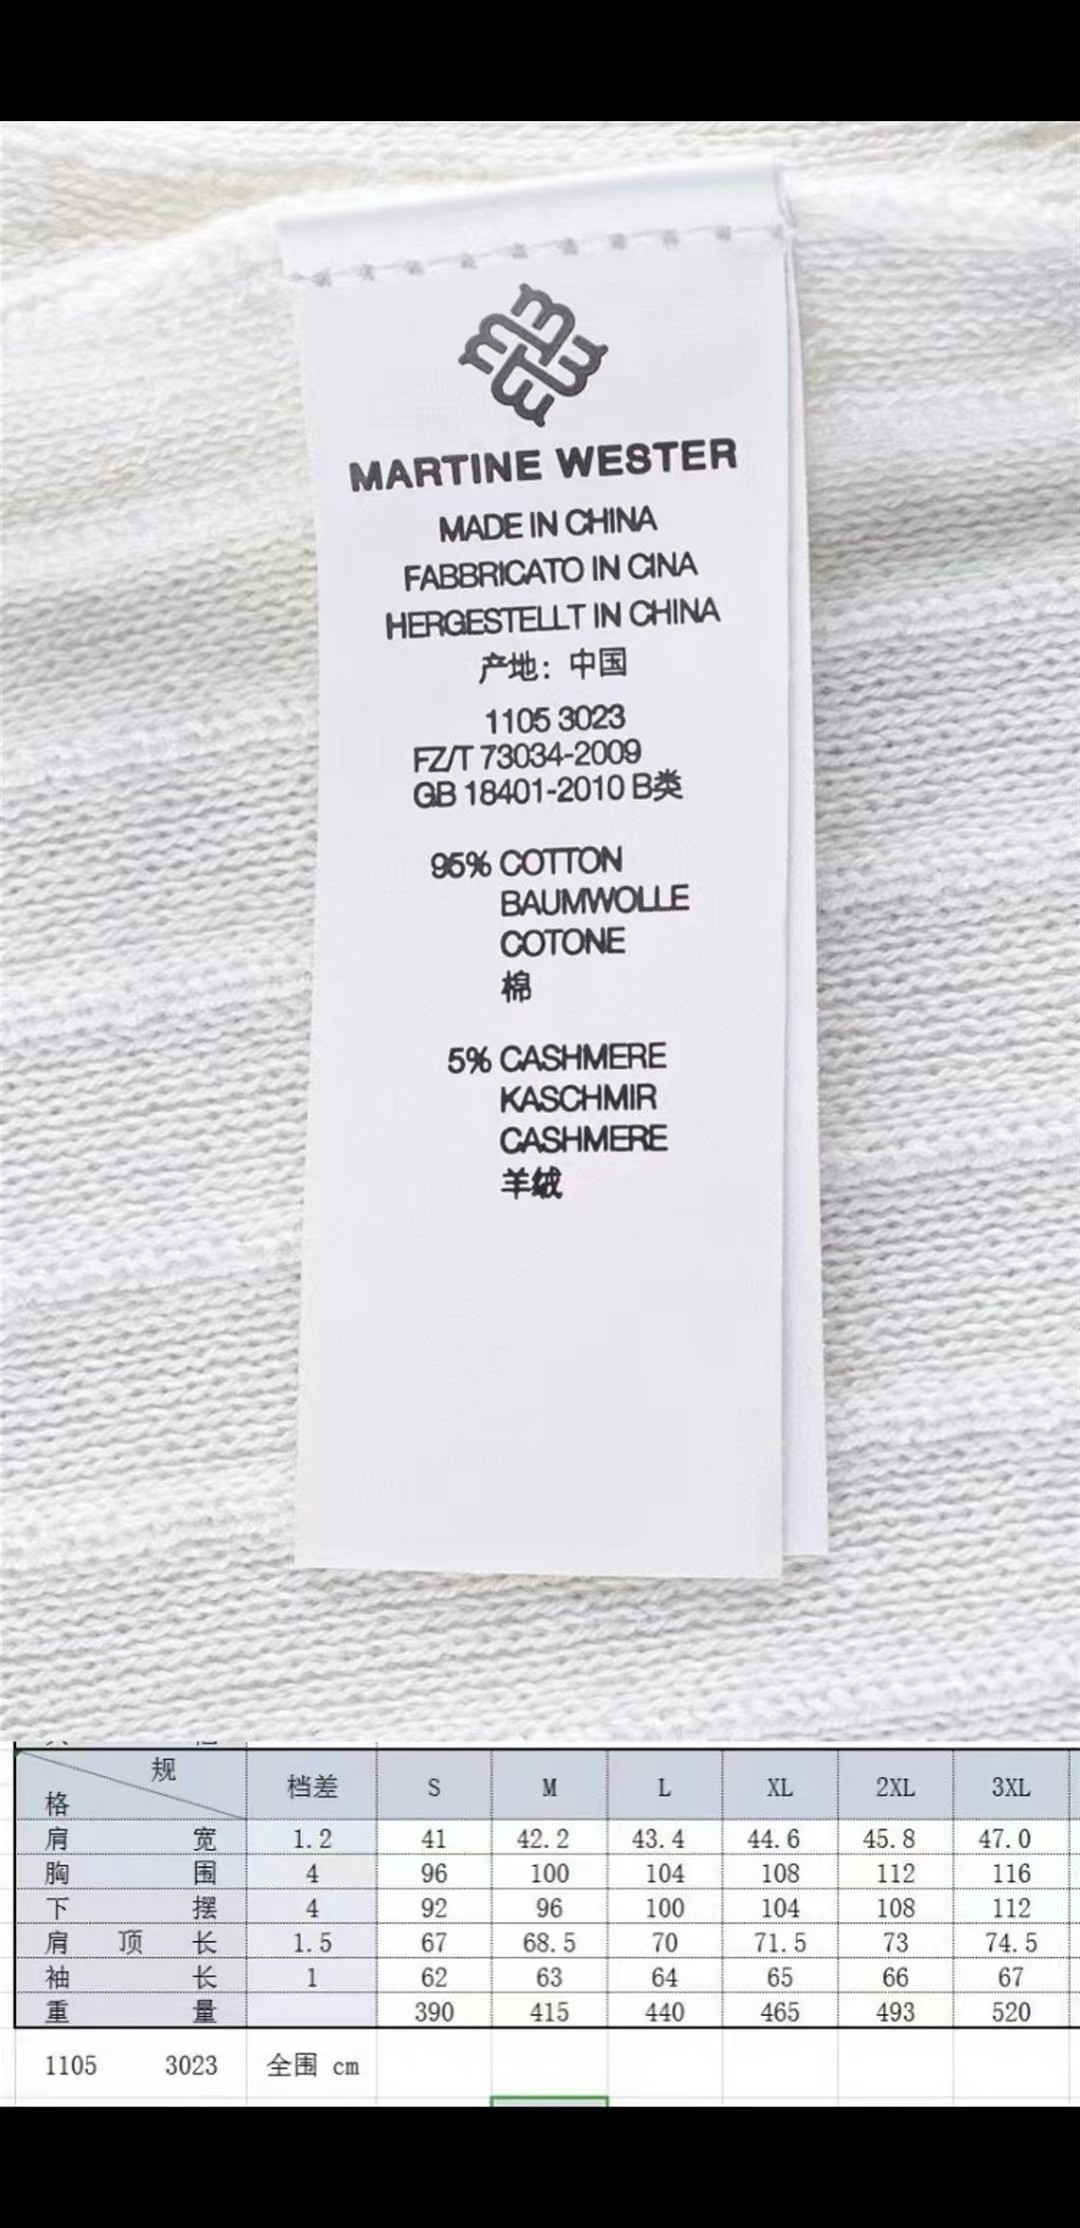 MARTINE WESTER
MADE IN CHINA
FABBRICATO IN CINA
HERGESTELLT IN CHINA
产地：中国
1105 3023
FZ/T 73034-2009
GB 18401-2010 B类
95% COTTON
BAUMWOLLE
COTONE
棉
5% CASHMERE
KASCHMIR
CASHMERE
羊绒
规格 档差 S M L XL 2XL 3XL
肩宽 1.2 41 42.2 43.4 44.6 45.8 47.0
胸围 4 96 100 104 108 112 116
下摆 4 92 96 100 104 108 112
肩顶长 1.5 67 68.5 70 71.5 73 74.5
袖长 1 62 63 64 65 66 67
重量 390 415 440 465 493 520
1105 3023 全围 cm